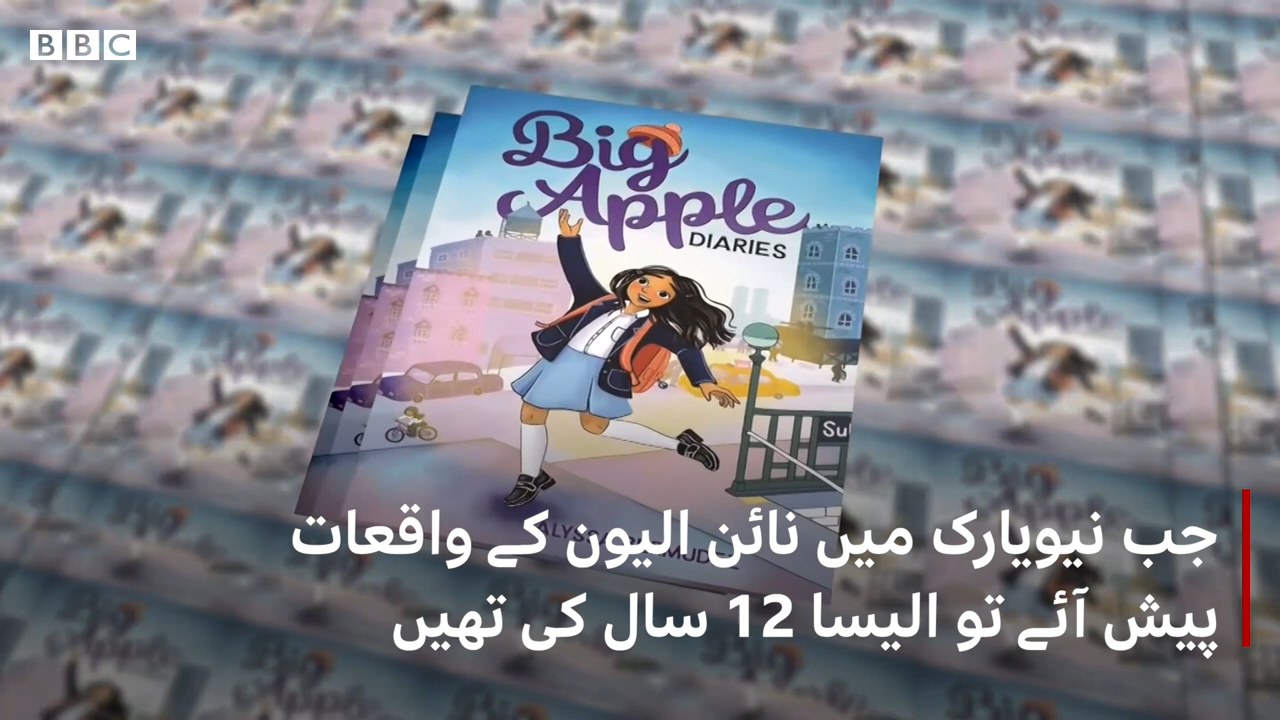 BBC
Big
Apple
DIARIES
جب نیویارک میں نائن الیون کے واقعات
پیش آئے تو الیسا 12 سال کی تھیں